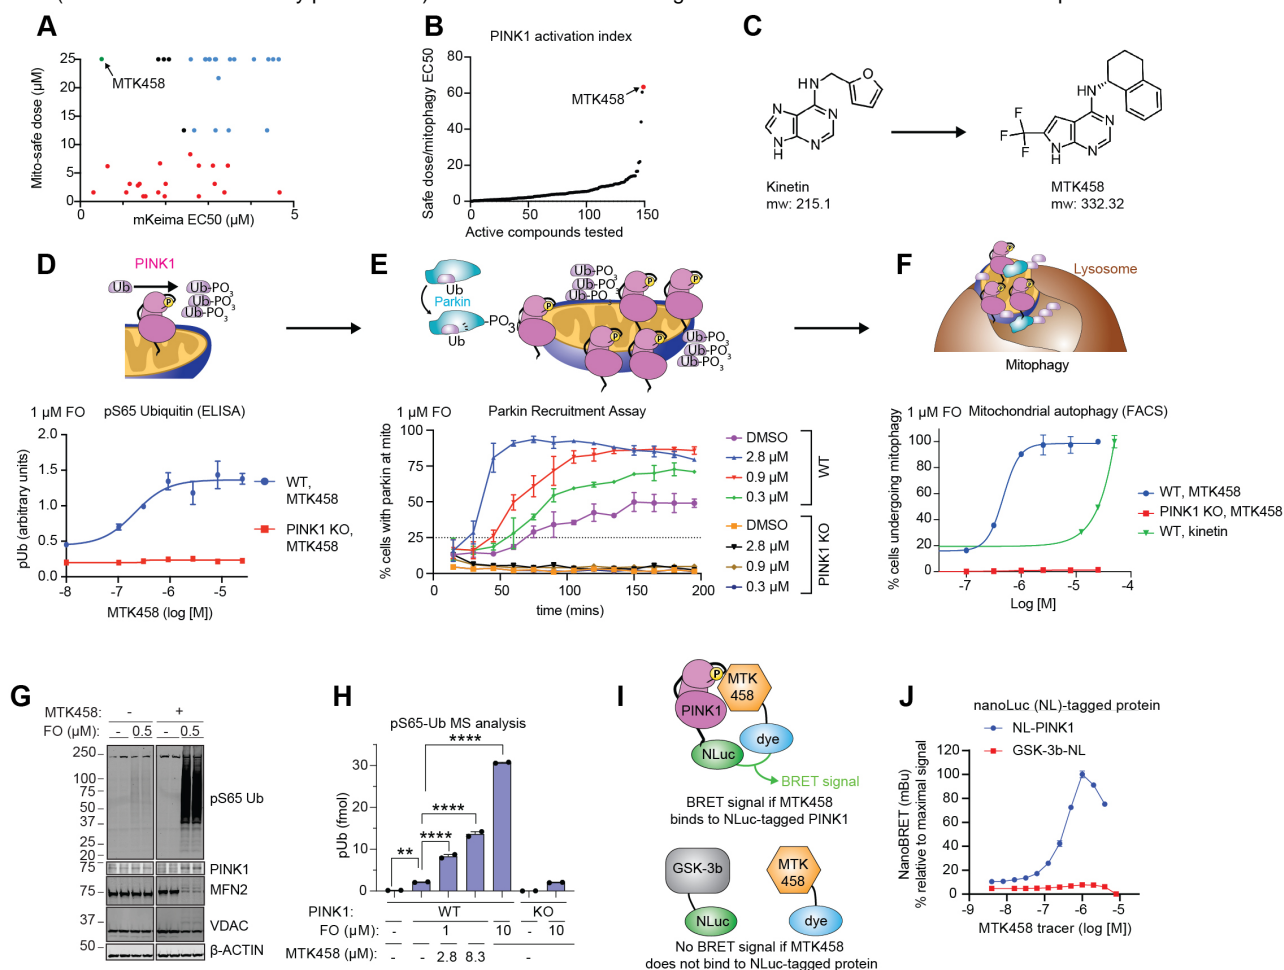 A
25
20
15
10
5
0
Mito-safe dose (µM)
MTK458
0
5
mKeima EC50 (µM)
B
PINK1 activation index
80
60
40
20
0
Safe dose/mitophagy EC50
MTK458
0
50
100
150
Active compounds tested
C
HN
O
N
N
N
N
H
Kinetin
mw: 215.1
HN
F
F
F
N
N
N
H
MTK458
mw: 332.32
D
PINK1
Ub
Ub-PO3
Ub-PO3
Ub-PO3
P
1 µM FO
pS65 Ubiquitin (ELISA)
2.0
1.5
1.0
0.5
0.0
pUb (arbitrary units)
-8
-7
-6
-5
MTK458 (log [M])
WT,
MTK458
PINK1 KO,
MTK458
E
Ub
Parkin
Ub
-PO3
Ub-PO3
Ub-PO3
Ub-PO3
P
P
P
P
P
Ub-PO3
Ub-PO3
Ub-PO3
1 µM FO
Parkin Recruitment Assay
100
75
50
25
0
% cells with parkin at mito
0
50
100
150
200
time (mins)
DMSO
2.8 µM
0.9 µM
0.3 µM
WT
DMSO
2.8 µM
0.9 µM
0.3 µM
PINK1 KO
F
P
P
P
Lysosome
Mitophagy
1 µM FO
Mitochondrial autophagy (FACS)
100
80
60
40
20
0
% cells undergoing mitophagy
-7
-6
-5
-4
Log [M]
WT, MTK458
PINK1 KO, MTK458
WT, kinetin
G
MTK458: - +
FO (µM): - 0.5 - 0.5
250
100
75
50
37
25
20
pS65 Ub
75
PINK1
75
MFN2
37
VDAC
50
β-ACTIN
H
pS65-Ub MS analysis
30
20
10
0
pUb (fmol)
**
****
****
****
PINK1: WT KO
FO (µM): - 1 10 - 10
MTK458 (µM): - - 2.8 8.3 -
I
P
MTK
458
PINK1
NLuc
dye
BRET signal
BRET signal if MTK458
binds to NLuc-tagged PINK1
GSK-3b
MTK
458
NLuc
dye
No BRET signal if MTK458
does not bind to NLuc-tagged protein
J
nanoLuc (NL)-tagged protein
NL-PINK1
GSK-3b-NL
120
100
80
60
40
20
0
NanoBRET (mBu)
% relative to maximal signal
-9
-8
-7
-6
-5
MTK458 tracer (log [M])